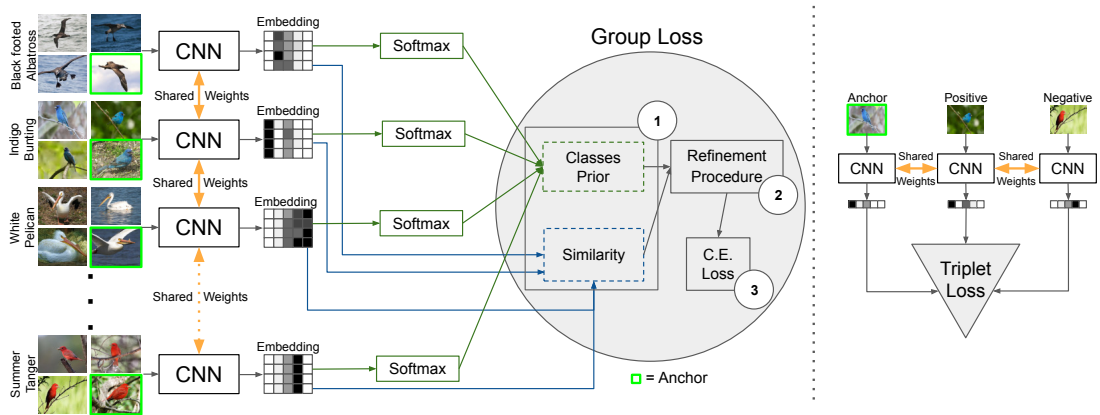 Black footed
Albatross
CNN
Embedding
Softmax
Shared Weights
Indigo
Bunting
CNN
Embedding
Softmax
Shared Weights
White
Pelican
CNN
Embedding
Softmax
Shared Weights
Summer
Tanger
CNN
Embedding
Softmax
Group Loss
1
Classes
Prior
Refinement
Procedure
2
Similarity
C.E.
Loss
3
= Anchor
Anchor
Positive
Negative
CNN
Shared
Weights
CNN
Shared
Weights
CNN
Triplet
Loss